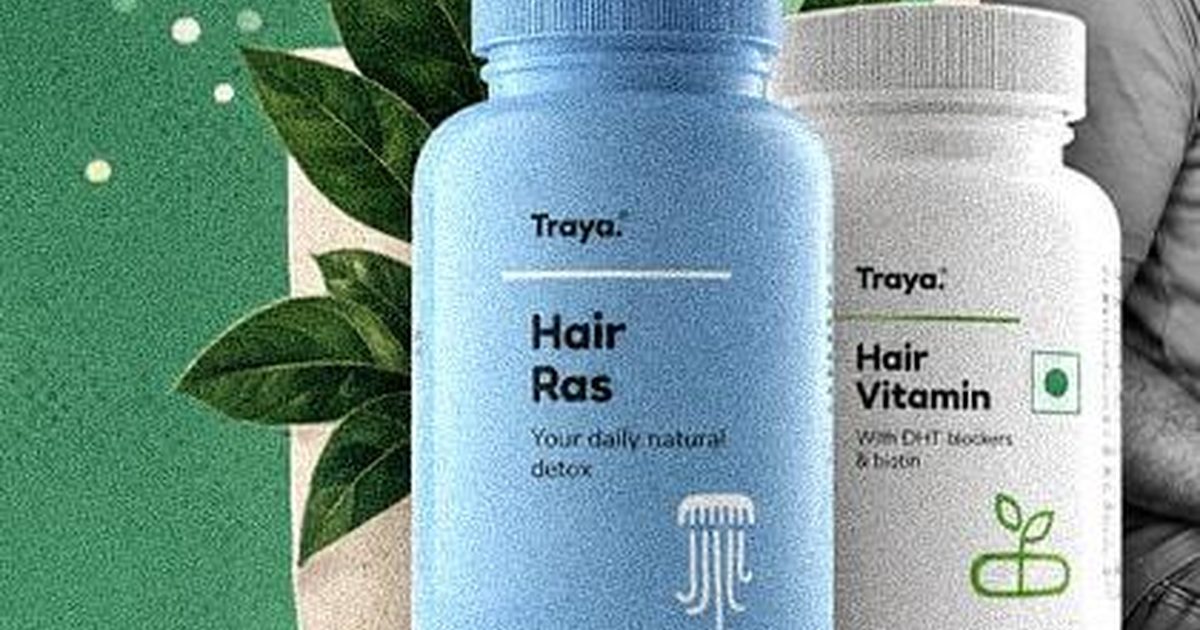 Traya.
Hair
Ras
Your daily natural
detox
Traya.
Hair
Vitamin
With DHT blockers
& biotin